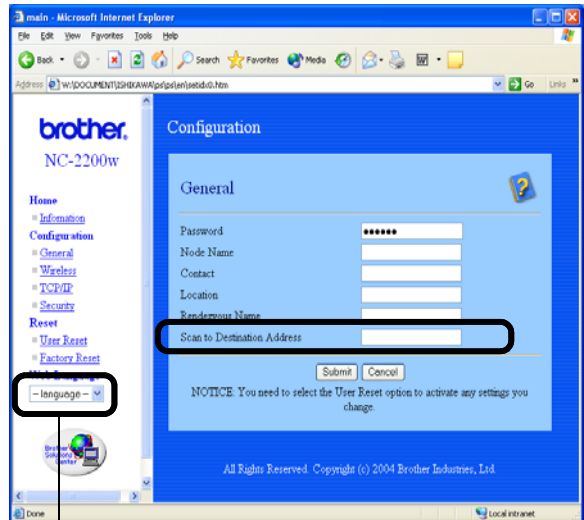 main - Microsoft Internet Explorer
File Edit View Favorites Tools Help
Back Search Favorites Media
Address W:\DOCUMENT\ISHIKAWA\ps\ps\en\setidx0.htm Go Links »
brother.
NC-2200w
Home
Infomation
Configuration
General
Wireless
TCP/IP
Security
Reset
User Reset
Factory Reset
-- language --
Brother
Solutions
Center
Configuration
General
Password ••••••
Node Name
Contact
Location
Rendezvous Name
Scan to Destination Address
Submit Cancel
NOTICE: You need to select the User Reset option to activate any settings you
change.
All Rights Reserved. Copyright (c) 2004 Brother Industries, Ltd.
Done Local intranet